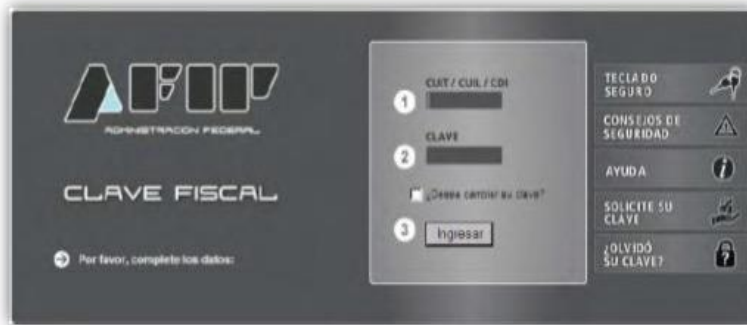 AFIP
ADMINISTRACION FEDERAL
CLAVE FISCAL
Por favor, complete los datos:
1
CUIT / CUIL / CDI
2
CLAVE
¿Desea cambiar su clave?
3
Ingresar
TECLADO
SEGURO
CONSEJOS DE
SEGURIDAD
AYUDA
SOLICITE SU
CLAVE
¿OLVIDÓ
SU CLAVE?